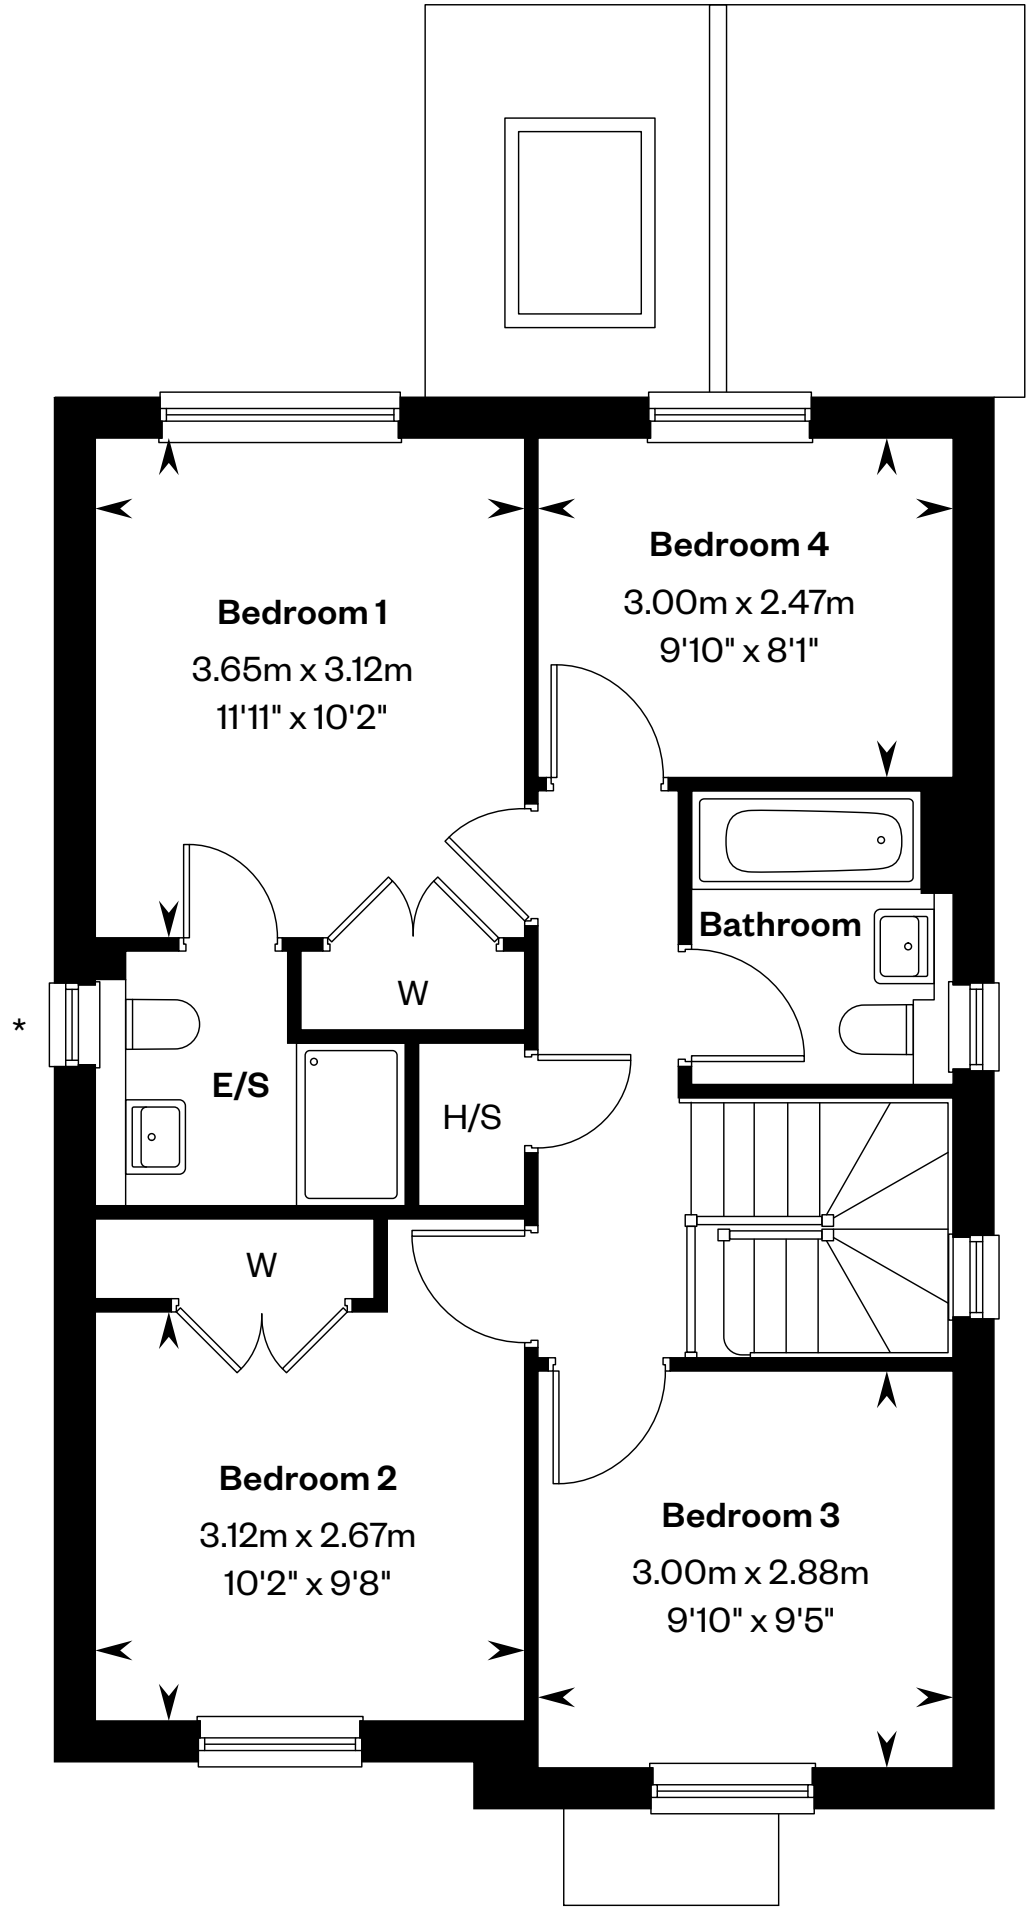 Bedroom 4
3.00m x 2.47m
9'10" x 8'1"
Bedroom 1
3.65m x 3.12m
11'11" x 10'2"
Bathroom
W
*
E/S
H/S
W
Bedroom 2
3.12m x 2.67m
10'2" x 9'8"
Bedroom 3
3.00m x 2.88m
9'10" x 9'5"